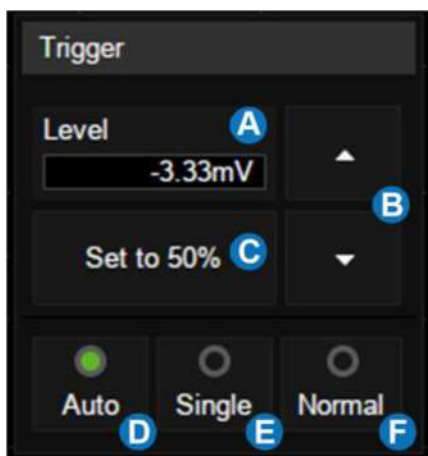 Trigger
Level A
-3.33mV
B
Set to 50% C
Auto Single Normal
D E F